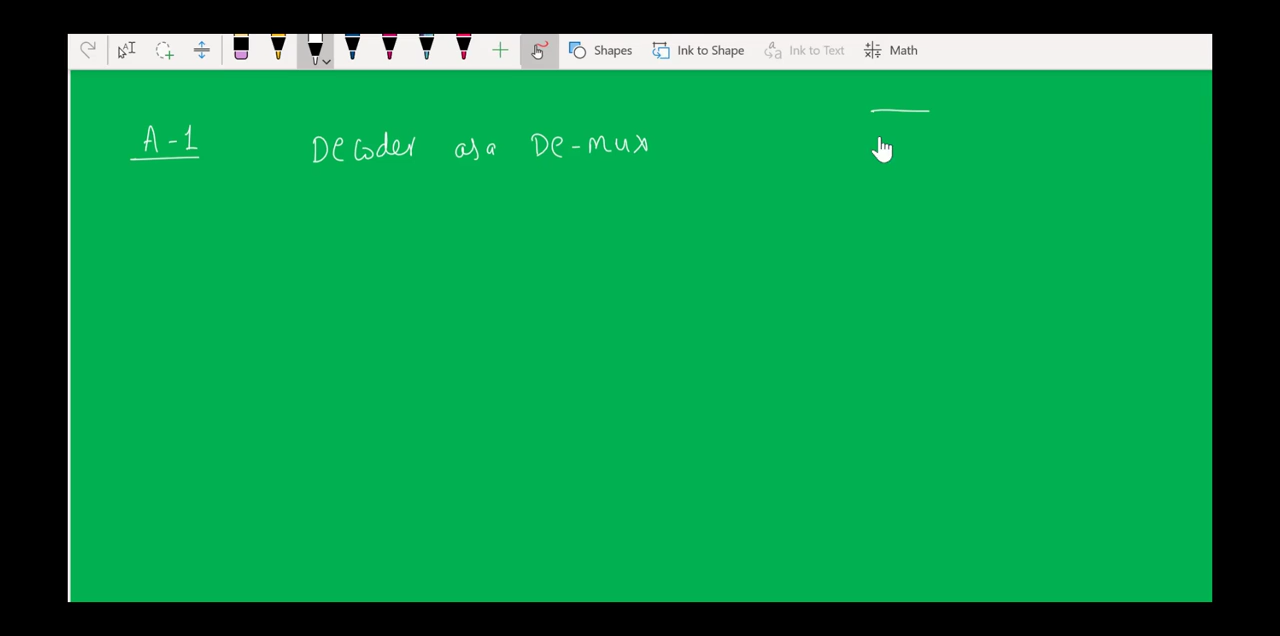 Shapes Ink to Shape Ink to Text Math
A-1 Decoder as a De-mux